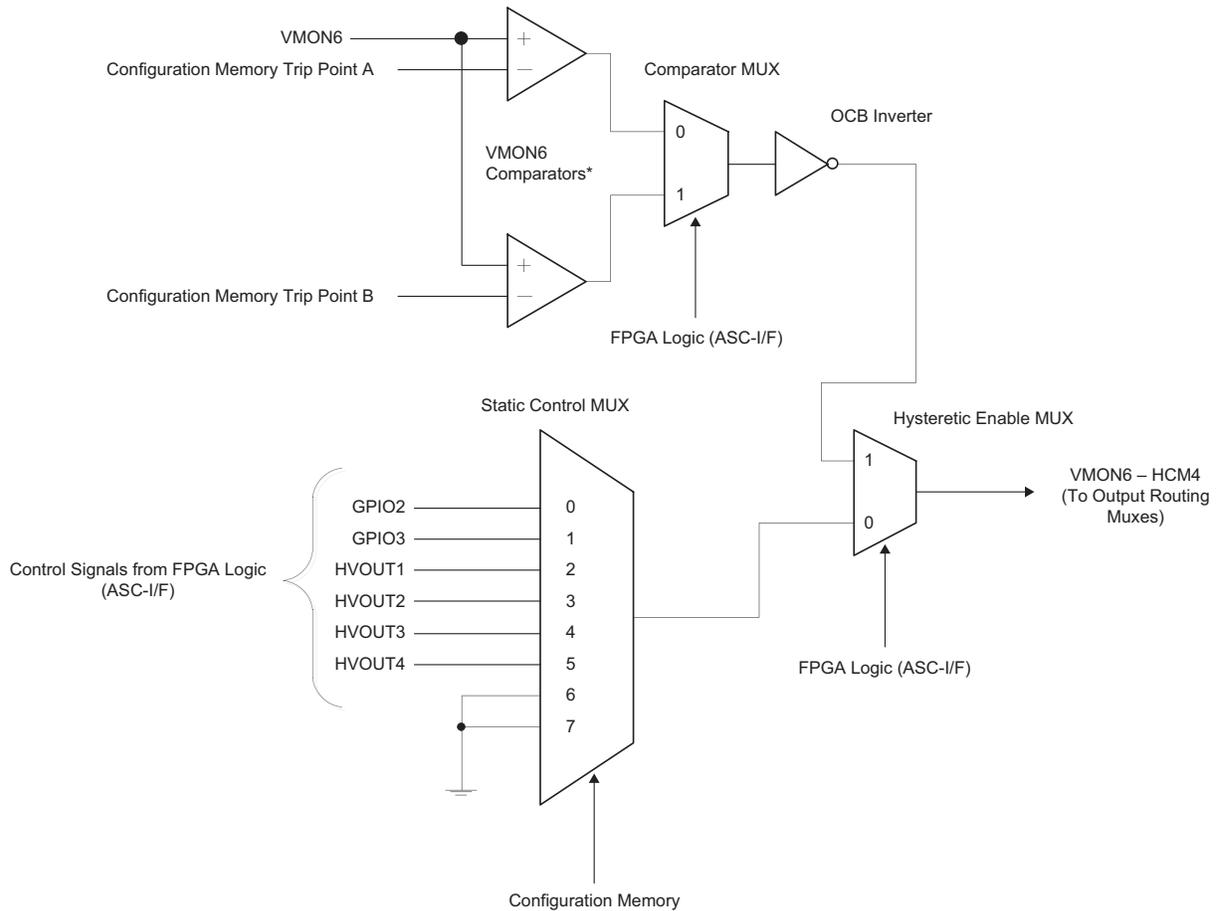 VMON6
+
Configuration Memory Trip Point A
−
Comparator MUX
OCB Inverter
0
VMON6
Comparators*
1
+
Configuration Memory Trip Point B
−
FPGA Logic (ASC-I/F)
Static Control MUX
Hysteretic Enable MUX
1
VMON6 – HCM4
(To Output Routing
Muxes)
0
GPIO2
0
GPIO3
1
Control Signals from FPGA Logic
(ASC-I/F)
HVOUT1
2
HVOUT2
3
HVOUT3
4
HVOUT4
5
6
7
FPGA Logic (ASC-I/F)
Configuration Memory